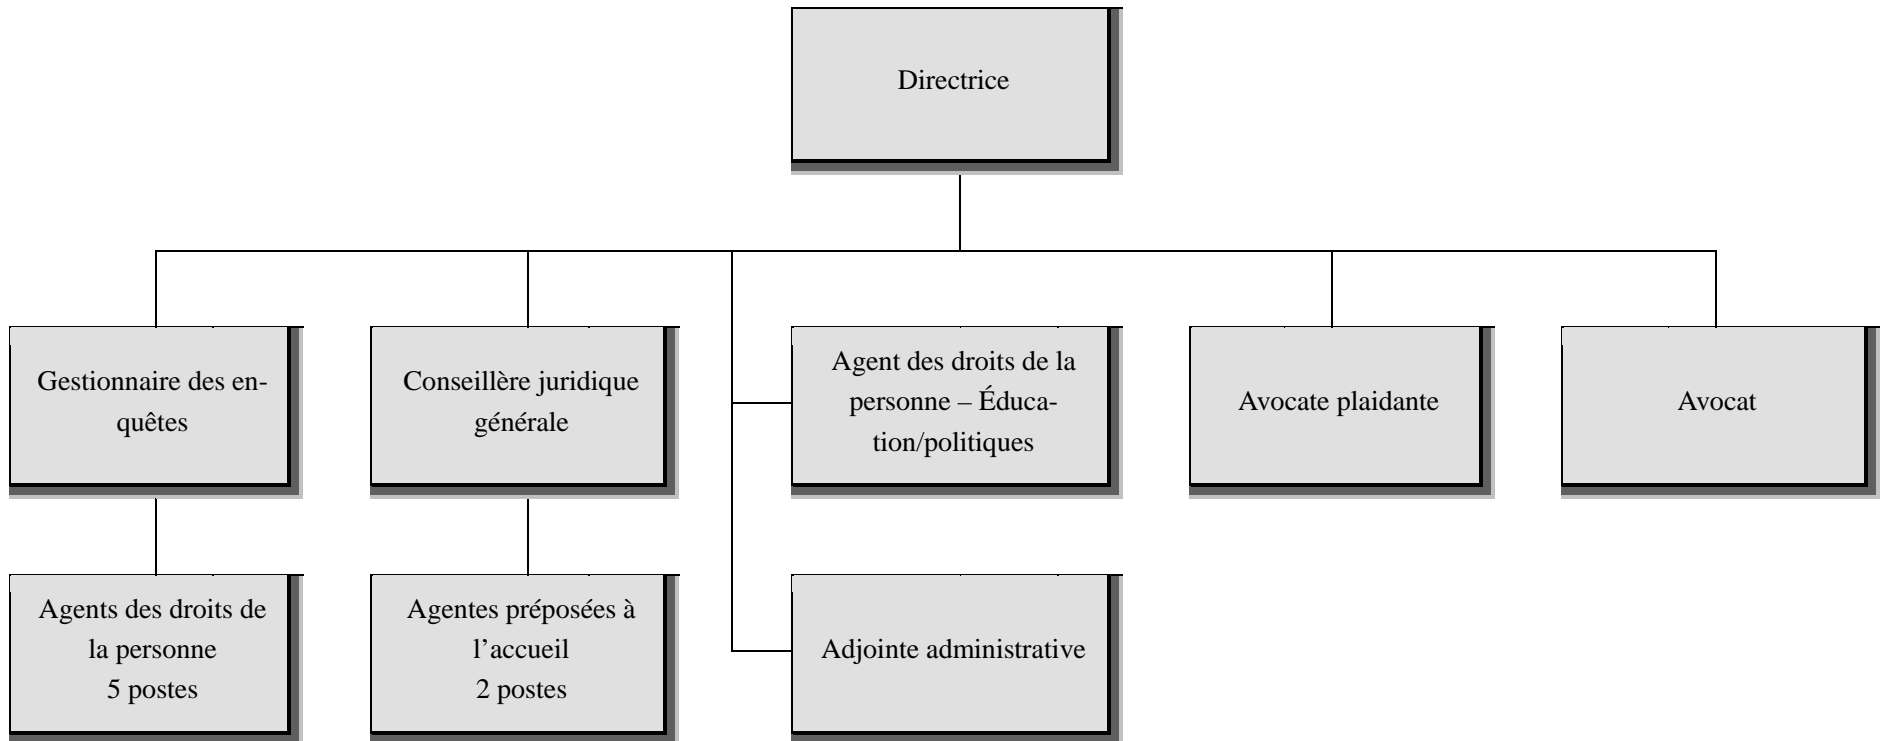 Directrice
Gestionnaire des en-
quêtes
Conseillère juridique
générale
Agent des droits de la
personne – Éduca-
tion/politiques
Avocate plaidante
Avocat
Agents des droits de
la personne
5 postes
Agentes préposées à
l’accueil
2 postes
Adjointe administrative